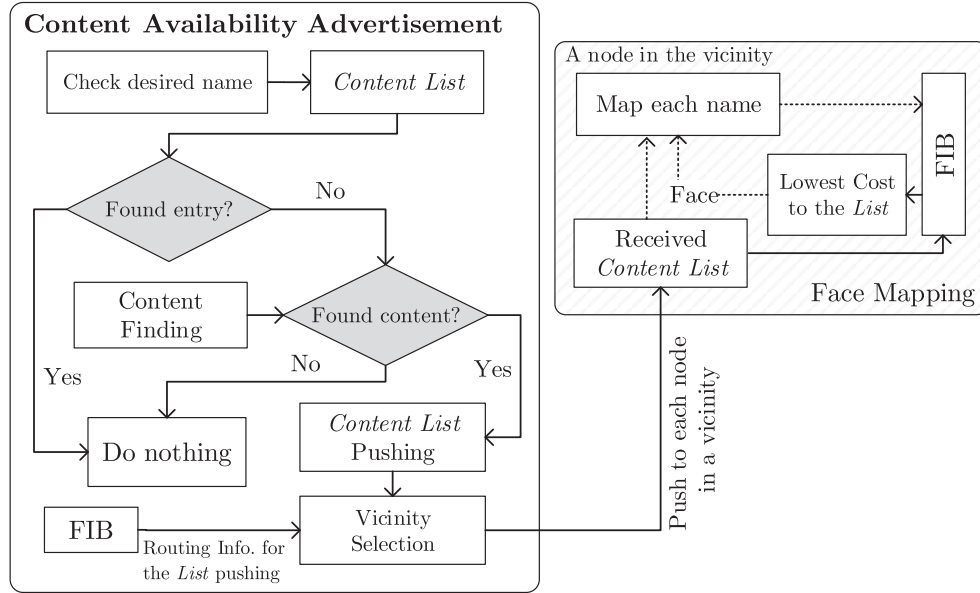 Content Availability Advertisement
Check desired name
Content List
Found entry?
No
Content
Finding
Found content?
Yes
No
Yes
Do nothing
Content List
Pushing
FIB
Routing Info. for
the List pushing
Vicinity
Selection
Push to each node
in a vicinity
A node in the vicinity
Map each name
FIB
Face
Lowest Cost
to the List
Received
Content List
Face Mapping